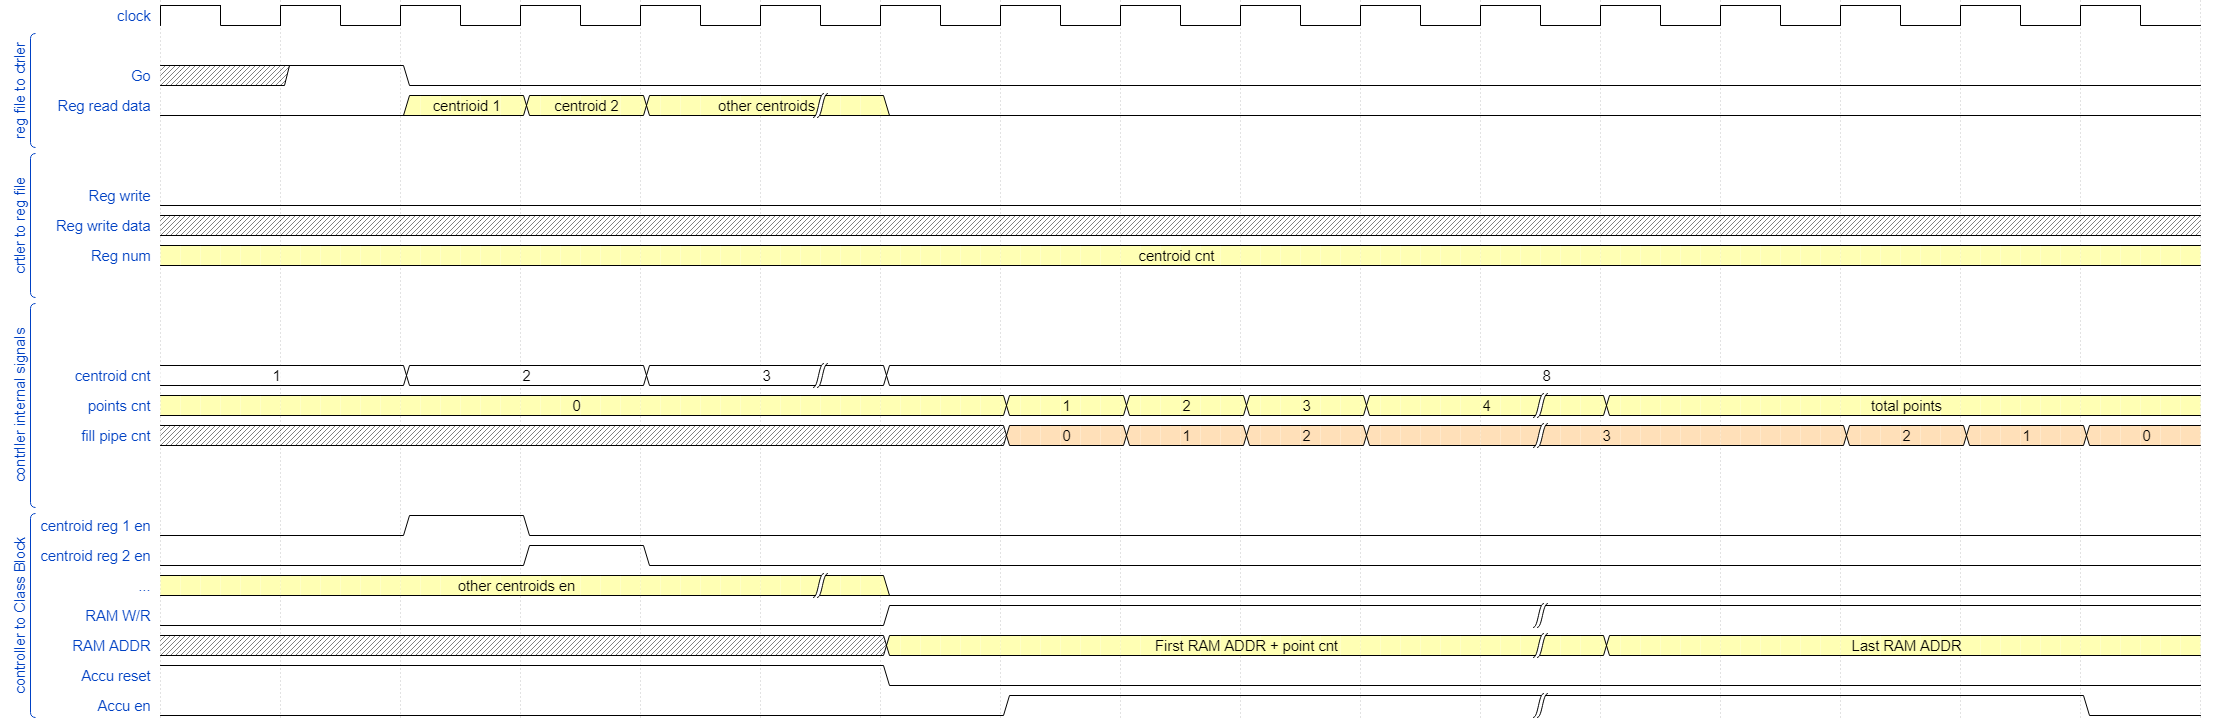 clock
reg file to ctrler
Go
Reg read data
centrioid 1
centroid 2
other centroids
crtler to reg file
Reg write
Reg write data
Reg num
centroid cnt
contrller internal signals
centroid cnt
1
2
3
8
points cnt
0
1
2
3
4
total points
fill pipe cnt
0
1
2
3
2
1
0
controller to Class Block
centroid reg 1 en
centroid reg 2 en
...
other centroids en
RAM W/R
RAM ADDR
First RAM ADDR + point cnt
Last RAM ADDR
Accu reset
Accu en